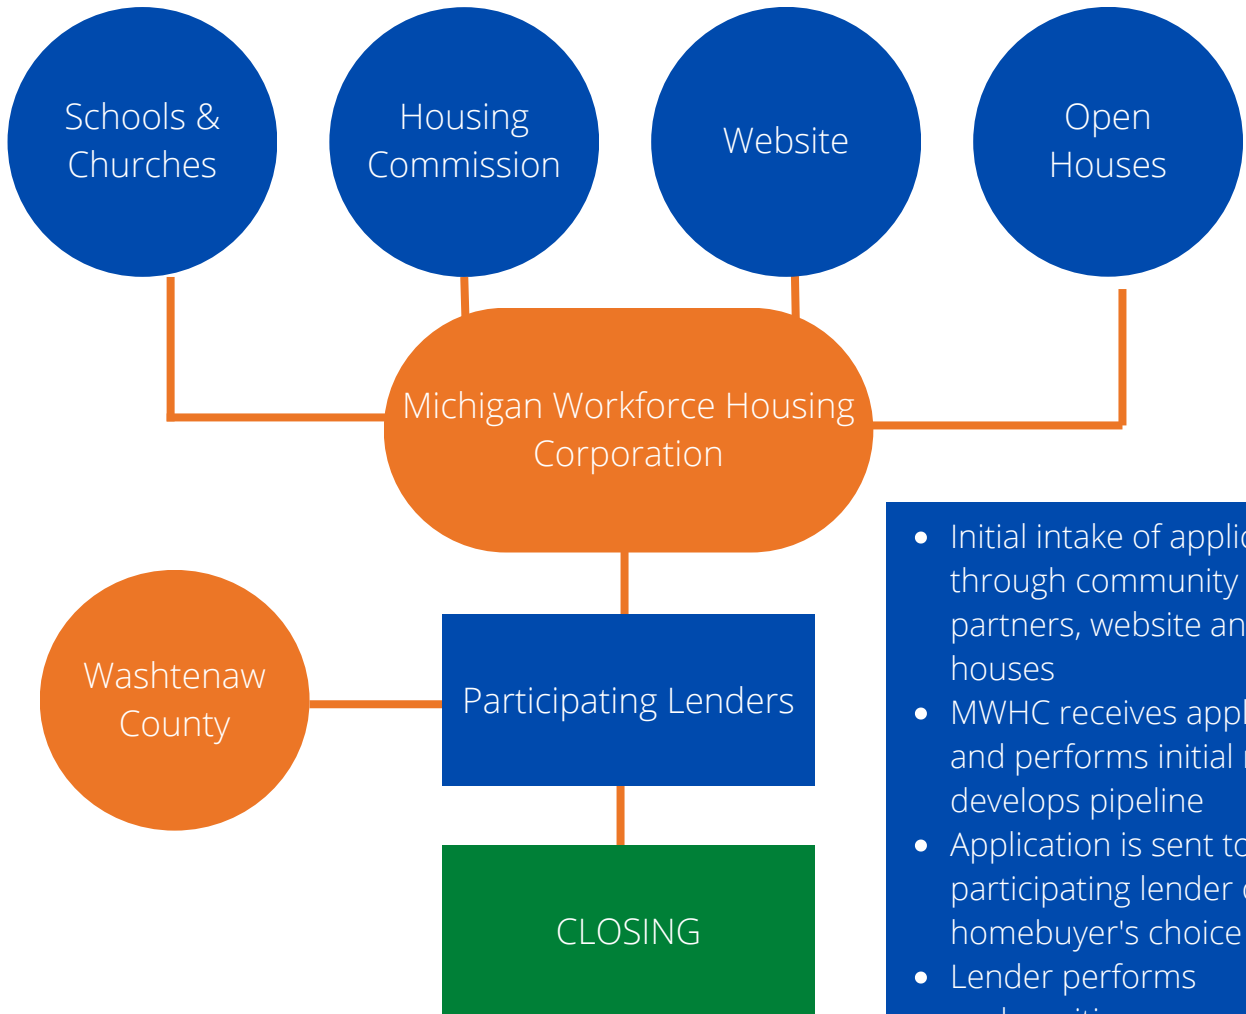 Schools &
Churches
Housing
Commission
Website
Open
Houses
Michigan Workforce Housing
Corporation
Washtenaw
County
Participating Lenders
CLOSING
• Initial intake of
through community
partners, website
houses
• MWHC receives
and performs initial
develops pipeline
• Application is sent to
participating lender
homebuyer's choice
• Lender performs